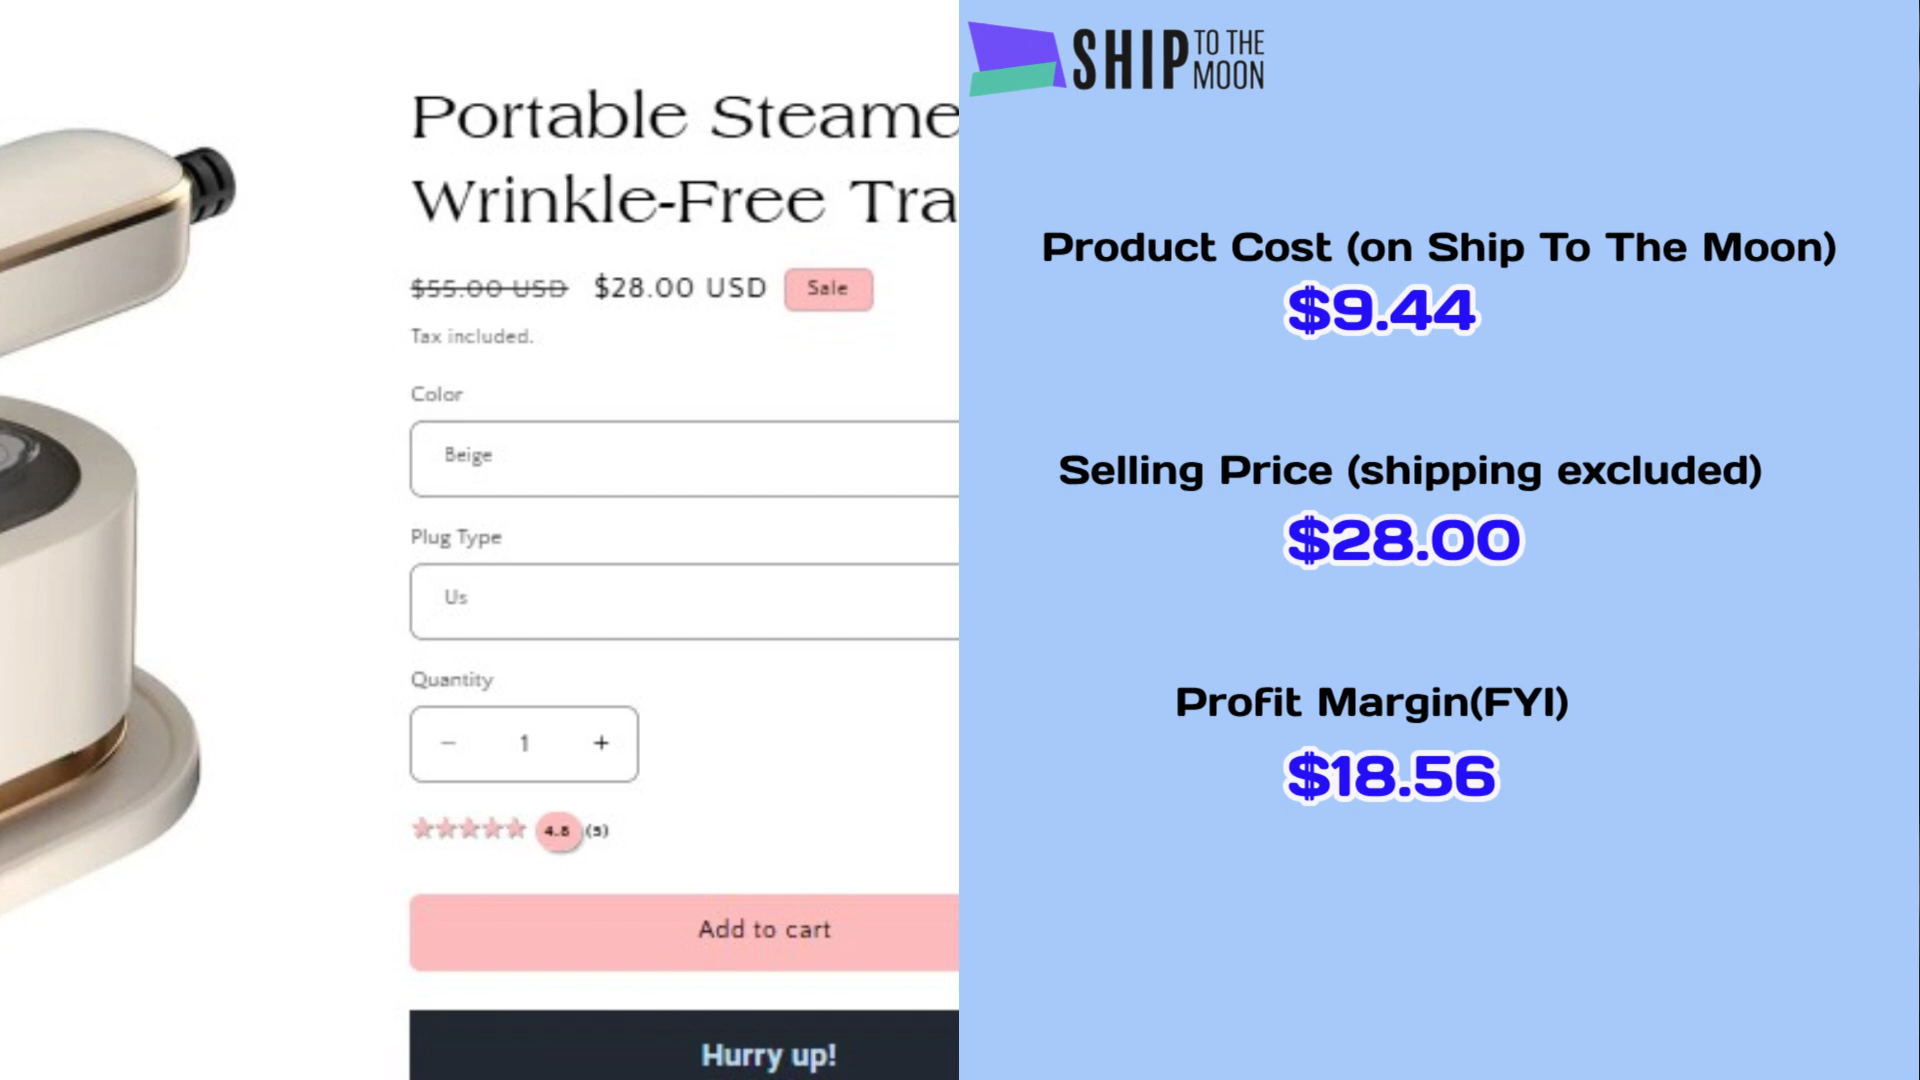 Portable Steame
Wrinkle-Free Tra
$55.00 USD $28.00 USD Sale
Tax included.
Color
Beige
Plug Type
Us
Quantity
− 1 +
4.8 (5)
Add to cart
Hurry up!
SHIP TO THE MOON
Product Cost (on Ship To The Moon)
$9.44
Selling Price (shipping excluded)
$28.00
Profit Margin(FYI)
$18.56